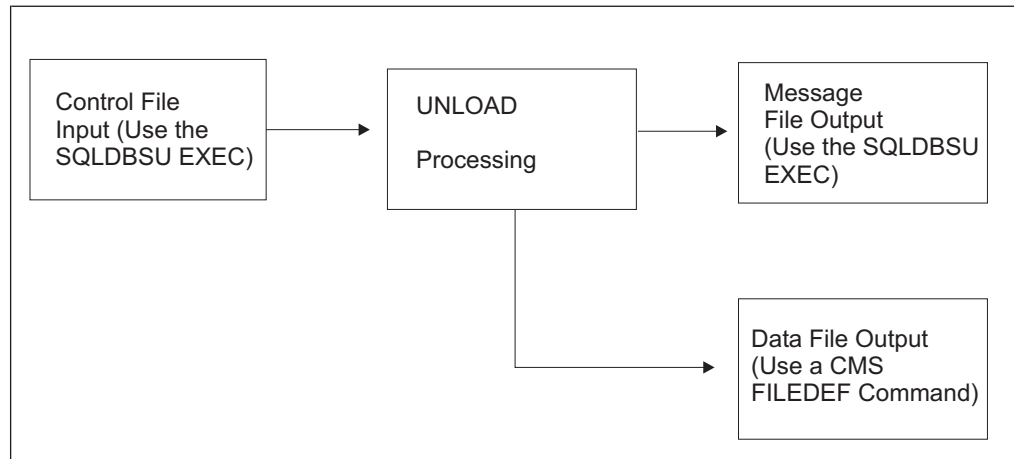 Control File
Input (Use the
SQLDBSU EXEC)
UNLOAD
Processing
Message
File Output
(Use the SQLDBSU
EXEC)
Data File Output
(Use a CMS
FILEDEF Command)